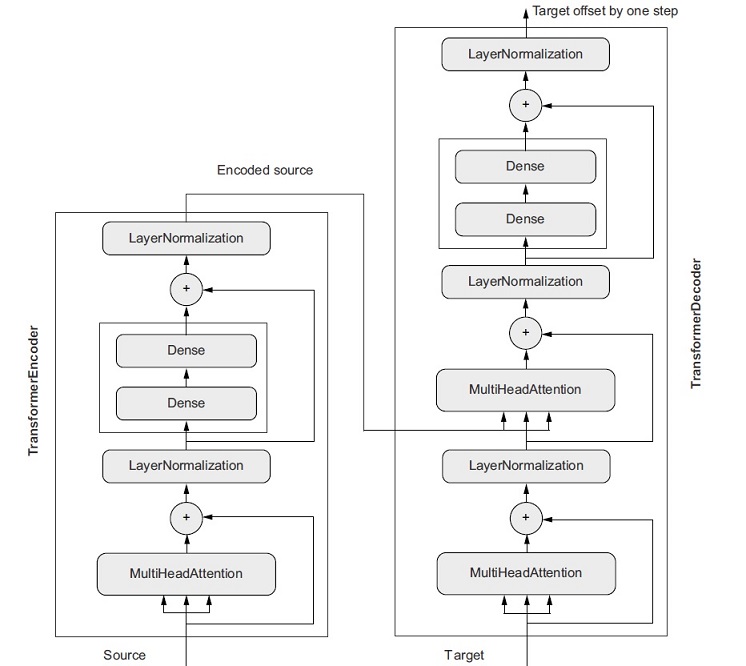 Target offset by one step
LayerNormalization
+
Dense
Dense
LayerNormalization
+
MultiHeadAttention
LayerNormalization
+
MultiHeadAttention
Target
TransformerDecoder
Encoded source
LayerNormalization
+
Dense
Dense
LayerNormalization
+
MultiHeadAttention
Source
TransformerEncoder